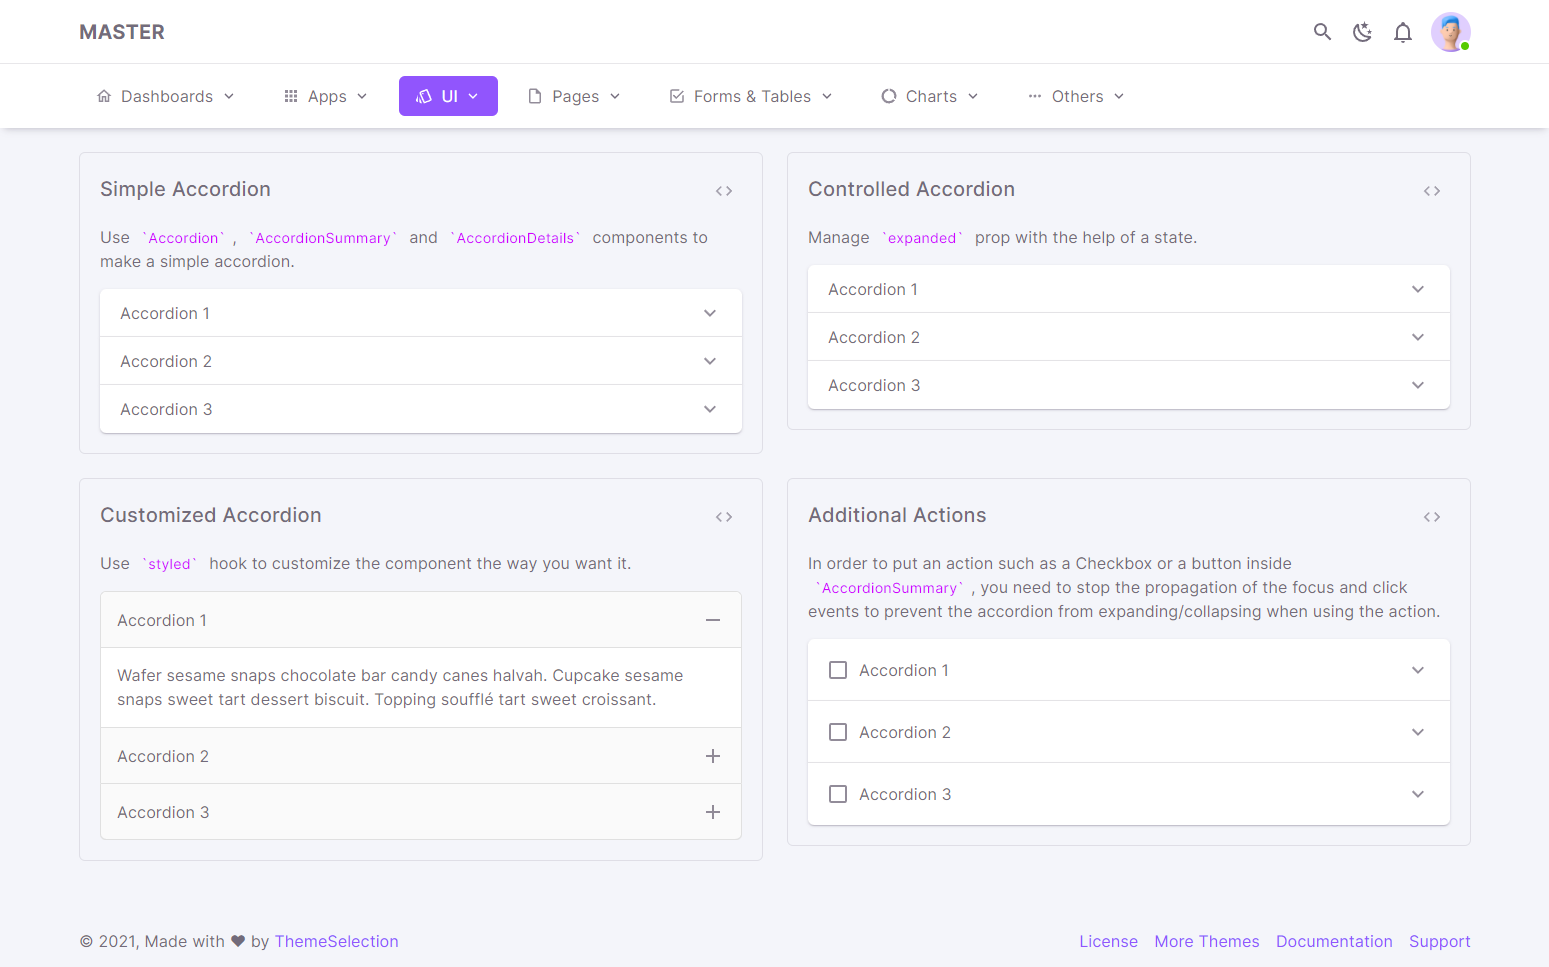 MASTER
Dashboards
Apps
UI
Pages
Forms & Tables
Charts
Others
Simple Accordion
Use `Accordion` , `AccordionSummary` and `AccordionDetails` components to
make a simple accordion.
Accordion 1
Accordion 2
Accordion 3
Controlled Accordion
Manage `expanded` prop with the help of a state.
Accordion 1
Accordion 2
Accordion 3
Customized Accordion
Use `styled` hook to customize the component the way you want it.
Accordion 1
Wafer sesame snaps chocolate bar candy canes halvah. Cupcake sesame
snaps sweet tart dessert biscuit. Topping soufflé tart sweet croissant.
Accordion 2
Accordion 3
Additional Actions
In order to put an action such as a Checkbox or a button inside
`AccordionSummary` , you need to stop the propagation of the focus and click
events to prevent the accordion from expanding/collapsing when using the action.
Accordion 1
Accordion 2
Accordion 3
© 2021, Made with ❤ by ThemeSelection
License
More Themes
Documentation
Support